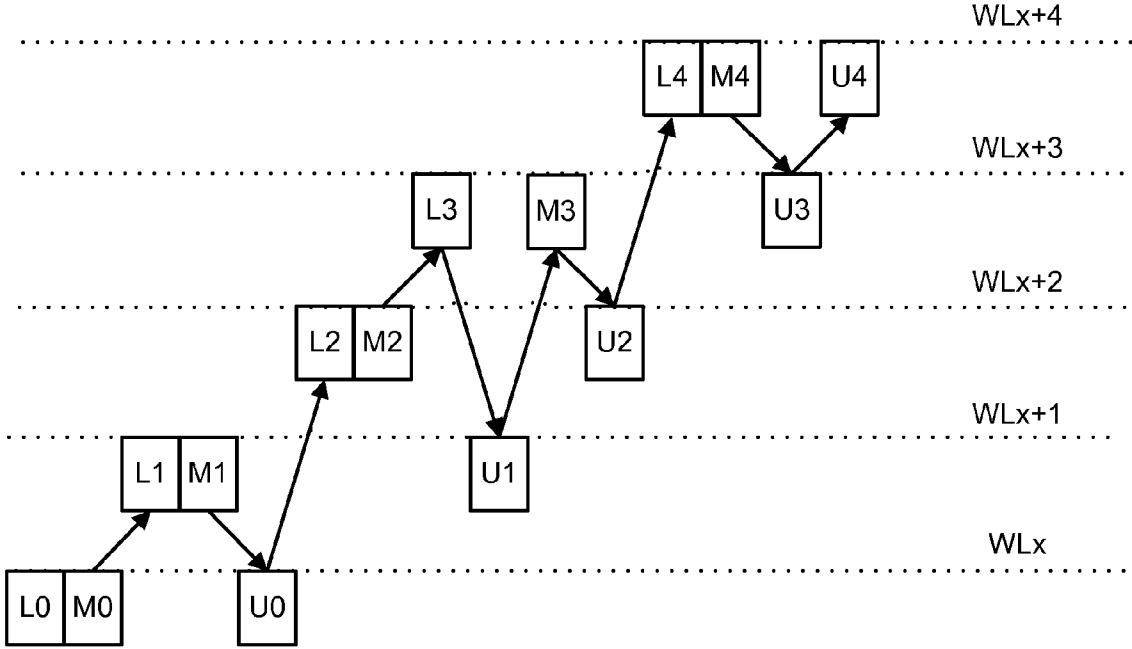 WLx+4
L4 M4 U4
WLx+3
L3 M3 U3
WLx+2
L2 M2 U2
WLx+1
L1 M1 U1
WLx
L0 M0 U0